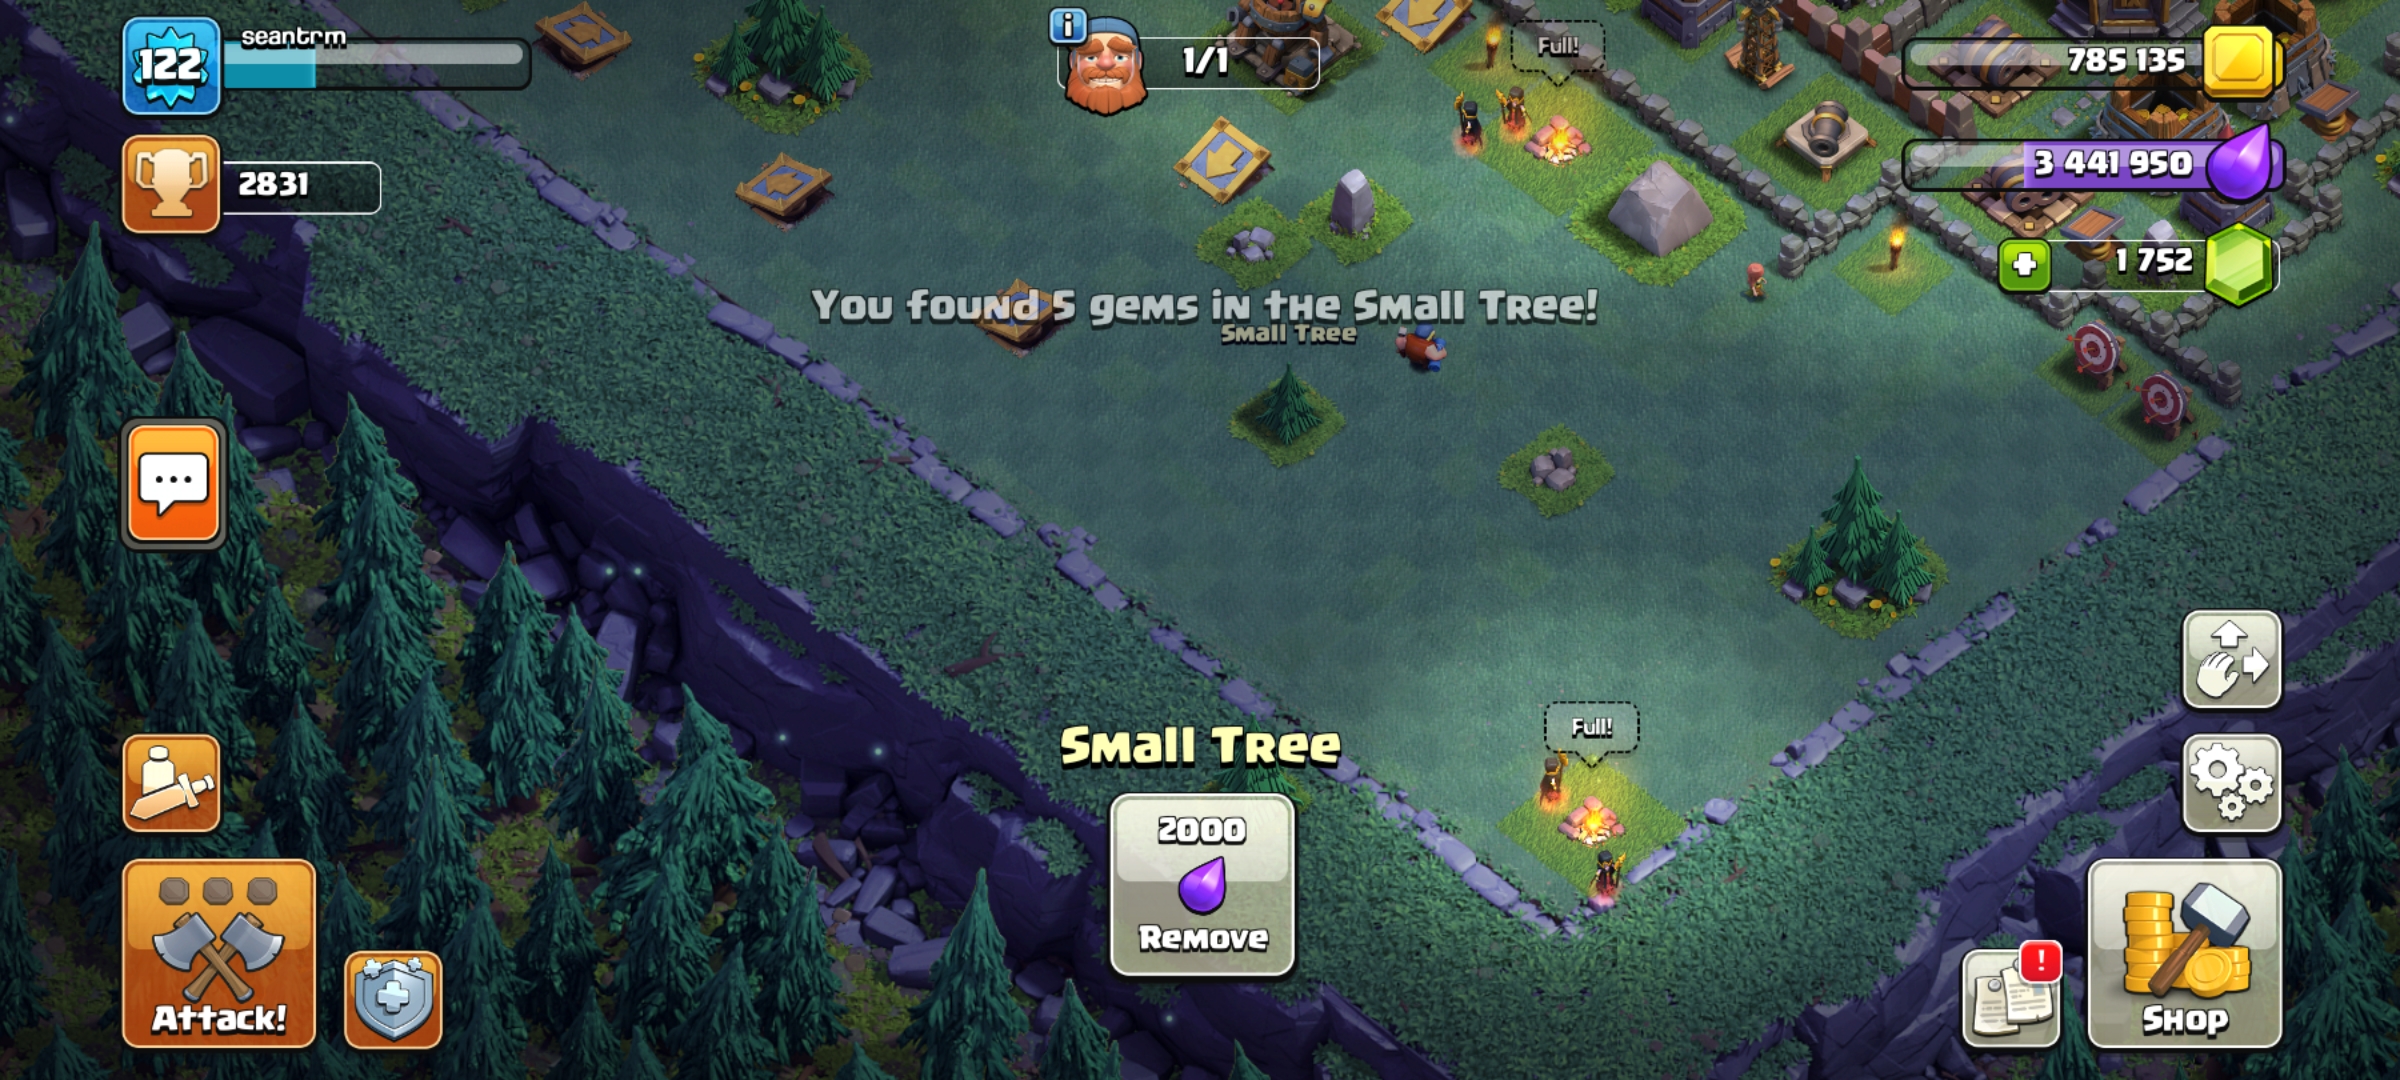 122
seantrm
1/1
Full!
785 135
2831
3 441 950
1 752
You found 5 gems in the Small Tree!
Small Tree
Full!
Small Tree
2000
Remove
Attack!
!
Shop